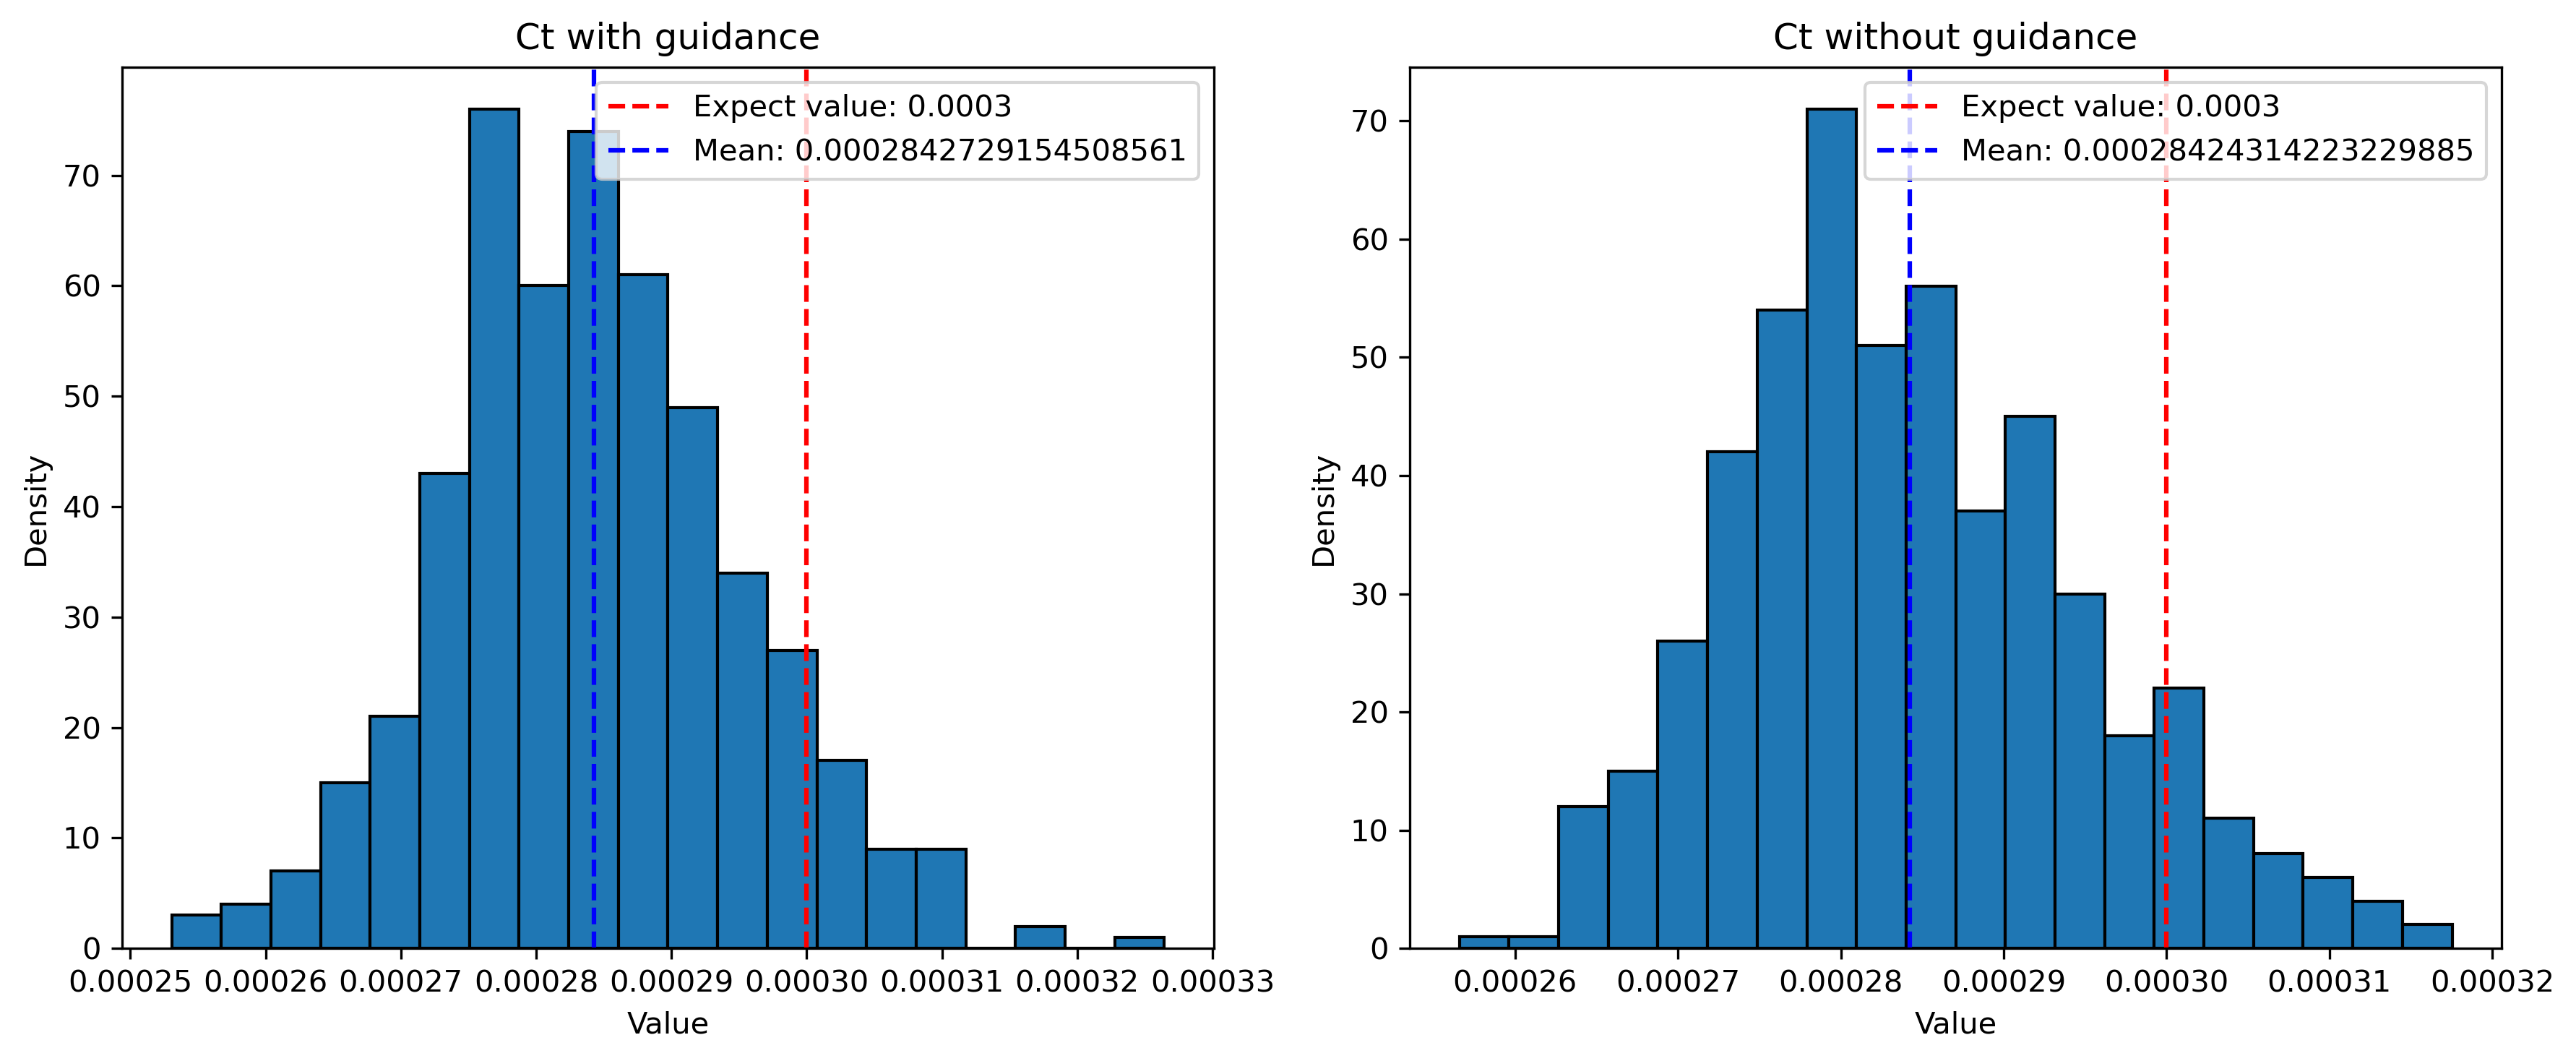 Ct with guidance
Expect value: 0.0003
Mean: 0.0002842729154508561
Density
70
60
50
40
30
20
10
0
0.00025 0.00026 0.00027 0.00028 0.00029 0.00030 0.00031 0.00032 0.00033
Value
Ct without guidance
Expect value: 0.0003
Mean: 0.00028424314223229885
Density
70
60
50
40
30
20
10
0
0.00026 0.00027 0.00028 0.00029 0.00030 0.00031 0.00032
Value